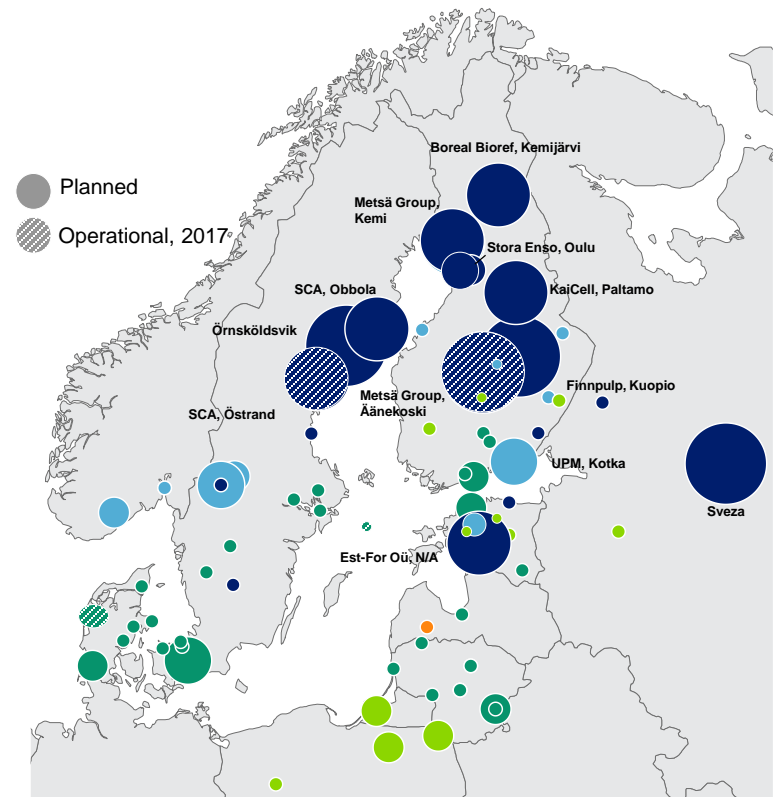 Boreal Bioref, Kemijärvi
Planned
Metsä Group,
Kemi
Operational, 2017
Stora Enso, Oulu
SCA, Obbola
KaiCell, Paltamo
Örnsköldsvik
Metsä Group,
Äänekoski
Finnpulp, Kuopio
SCA, Östrand
UPM, Kotka
Sveza
Est-For Oü, N/A